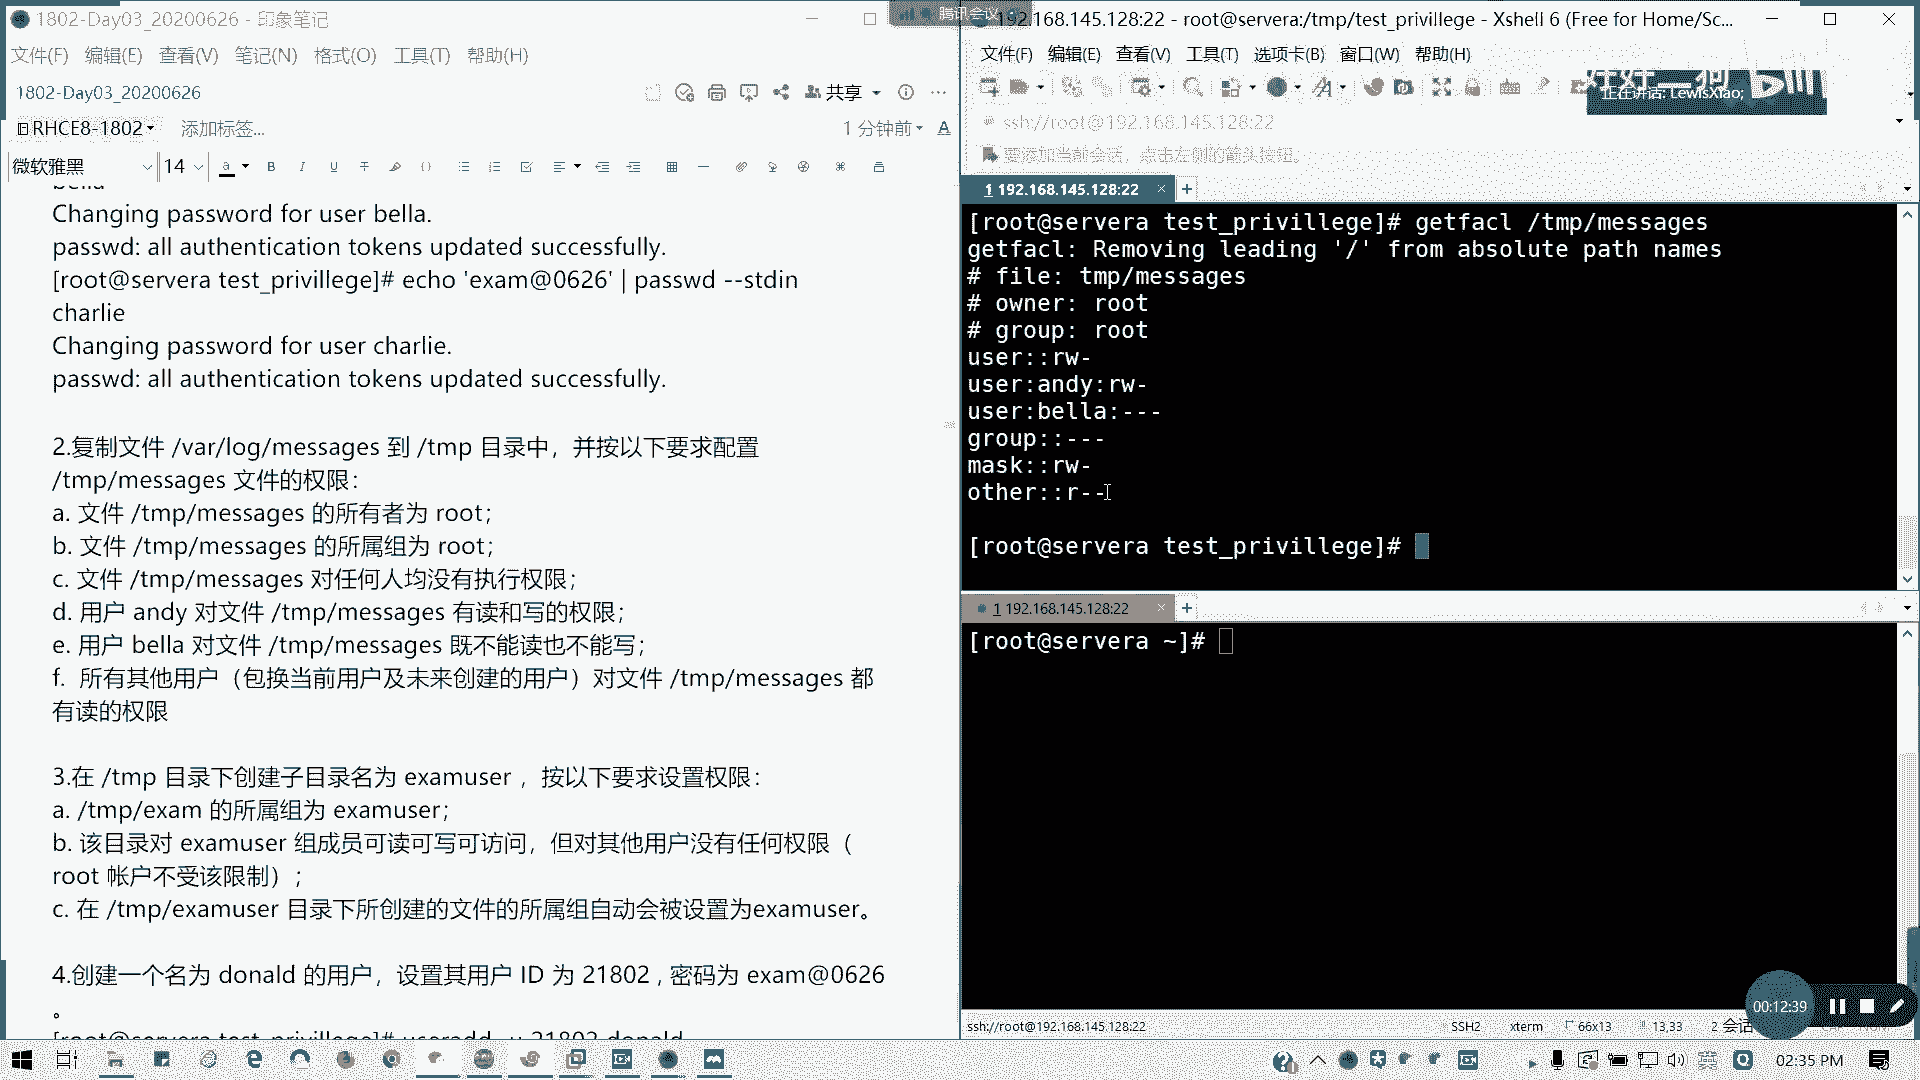 1802-Day03_20200626 - 印象笔记
文件(F) 编辑(E) 查看(V) 笔记(N) 格式(O) 工具(T) 帮助(H)
1802-Day03_20200626
共享
RHCE8-1802
添加标签...
1 分钟前
微软雅黑
14
bella
Changing password for user bella.
passwd: all authentication tokens updated successfully.
[root@servera test_privillege]# echo 'exam@0626' | passwd --stdin
charlie
Changing password for user charlie.
passwd: all authentication tokens updated successfully.
2.复制文件 /var/log/messages 到 /tmp 目录中，并按以下要求配置
/tmp/messages 文件的权限：
a. 文件 /tmp/messages 的所有者为 root；
b. 文件 /tmp/messages 的所属组为 root；
c. 文件 /tmp/messages 对任何人均没有执行权限；
d. 用户 andy 对文件 /tmp/messages 有读和写的权限；
e. 用户 bella 对文件 /tmp/messages 既不能读也不能写；
f. 所有其他用户（包换当前用户及未来创建的用户）对文件 /tmp/messages 都
有读的权限
3.在 /tmp 目录下创建子目录名为 examuser ，按以下要求设置权限：
a. /tmp/exam 的所属组为 examuser；
b. 该目录对 examuser 组成员可读可写可访问，但对其他用户没有任何权限（
root 帐户不受该限制）；
c. 在 /tmp/examuser 目录下所创建的文件的所属组自动会被设置为examuser。
4.创建一个名为 donald 的用户，设置其用户 ID 为 21802 , 密码为 exam@0626
。
[root@servera test_privillege]# useradd -u 21802 donald
腾讯会议
192.168.145.128:22 - root@servera:/tmp/test_privillege - Xshell 6 (Free for Home/Sc...
文件(F) 编辑(E) 查看(V) 工具(T) 选项卡(B) 窗口(W) 帮助(H)
正在讲话: LewisXiao;
ssh://root@192.168.145.128:22
要添加当前会话，点击左侧的箭头按钮。
1 192.168.145.128:22
[root@servera test_privillege]# getfacl /tmp/messages
getfacl: Removing leading '/' from absolute path names
# file: tmp/messages
# owner: root
# group: root
user::rw-
user:andy:rw-
user:bella:---
group::---
mask::rw-
other::r--
[root@servera test_privillege]#
1 192.168.145.128:22
[root@servera ~]#
00:12:39
ssh://root@192.168.145.128:22
SSH2
xterm
66x13
13,33
2 会话
02:35 PM